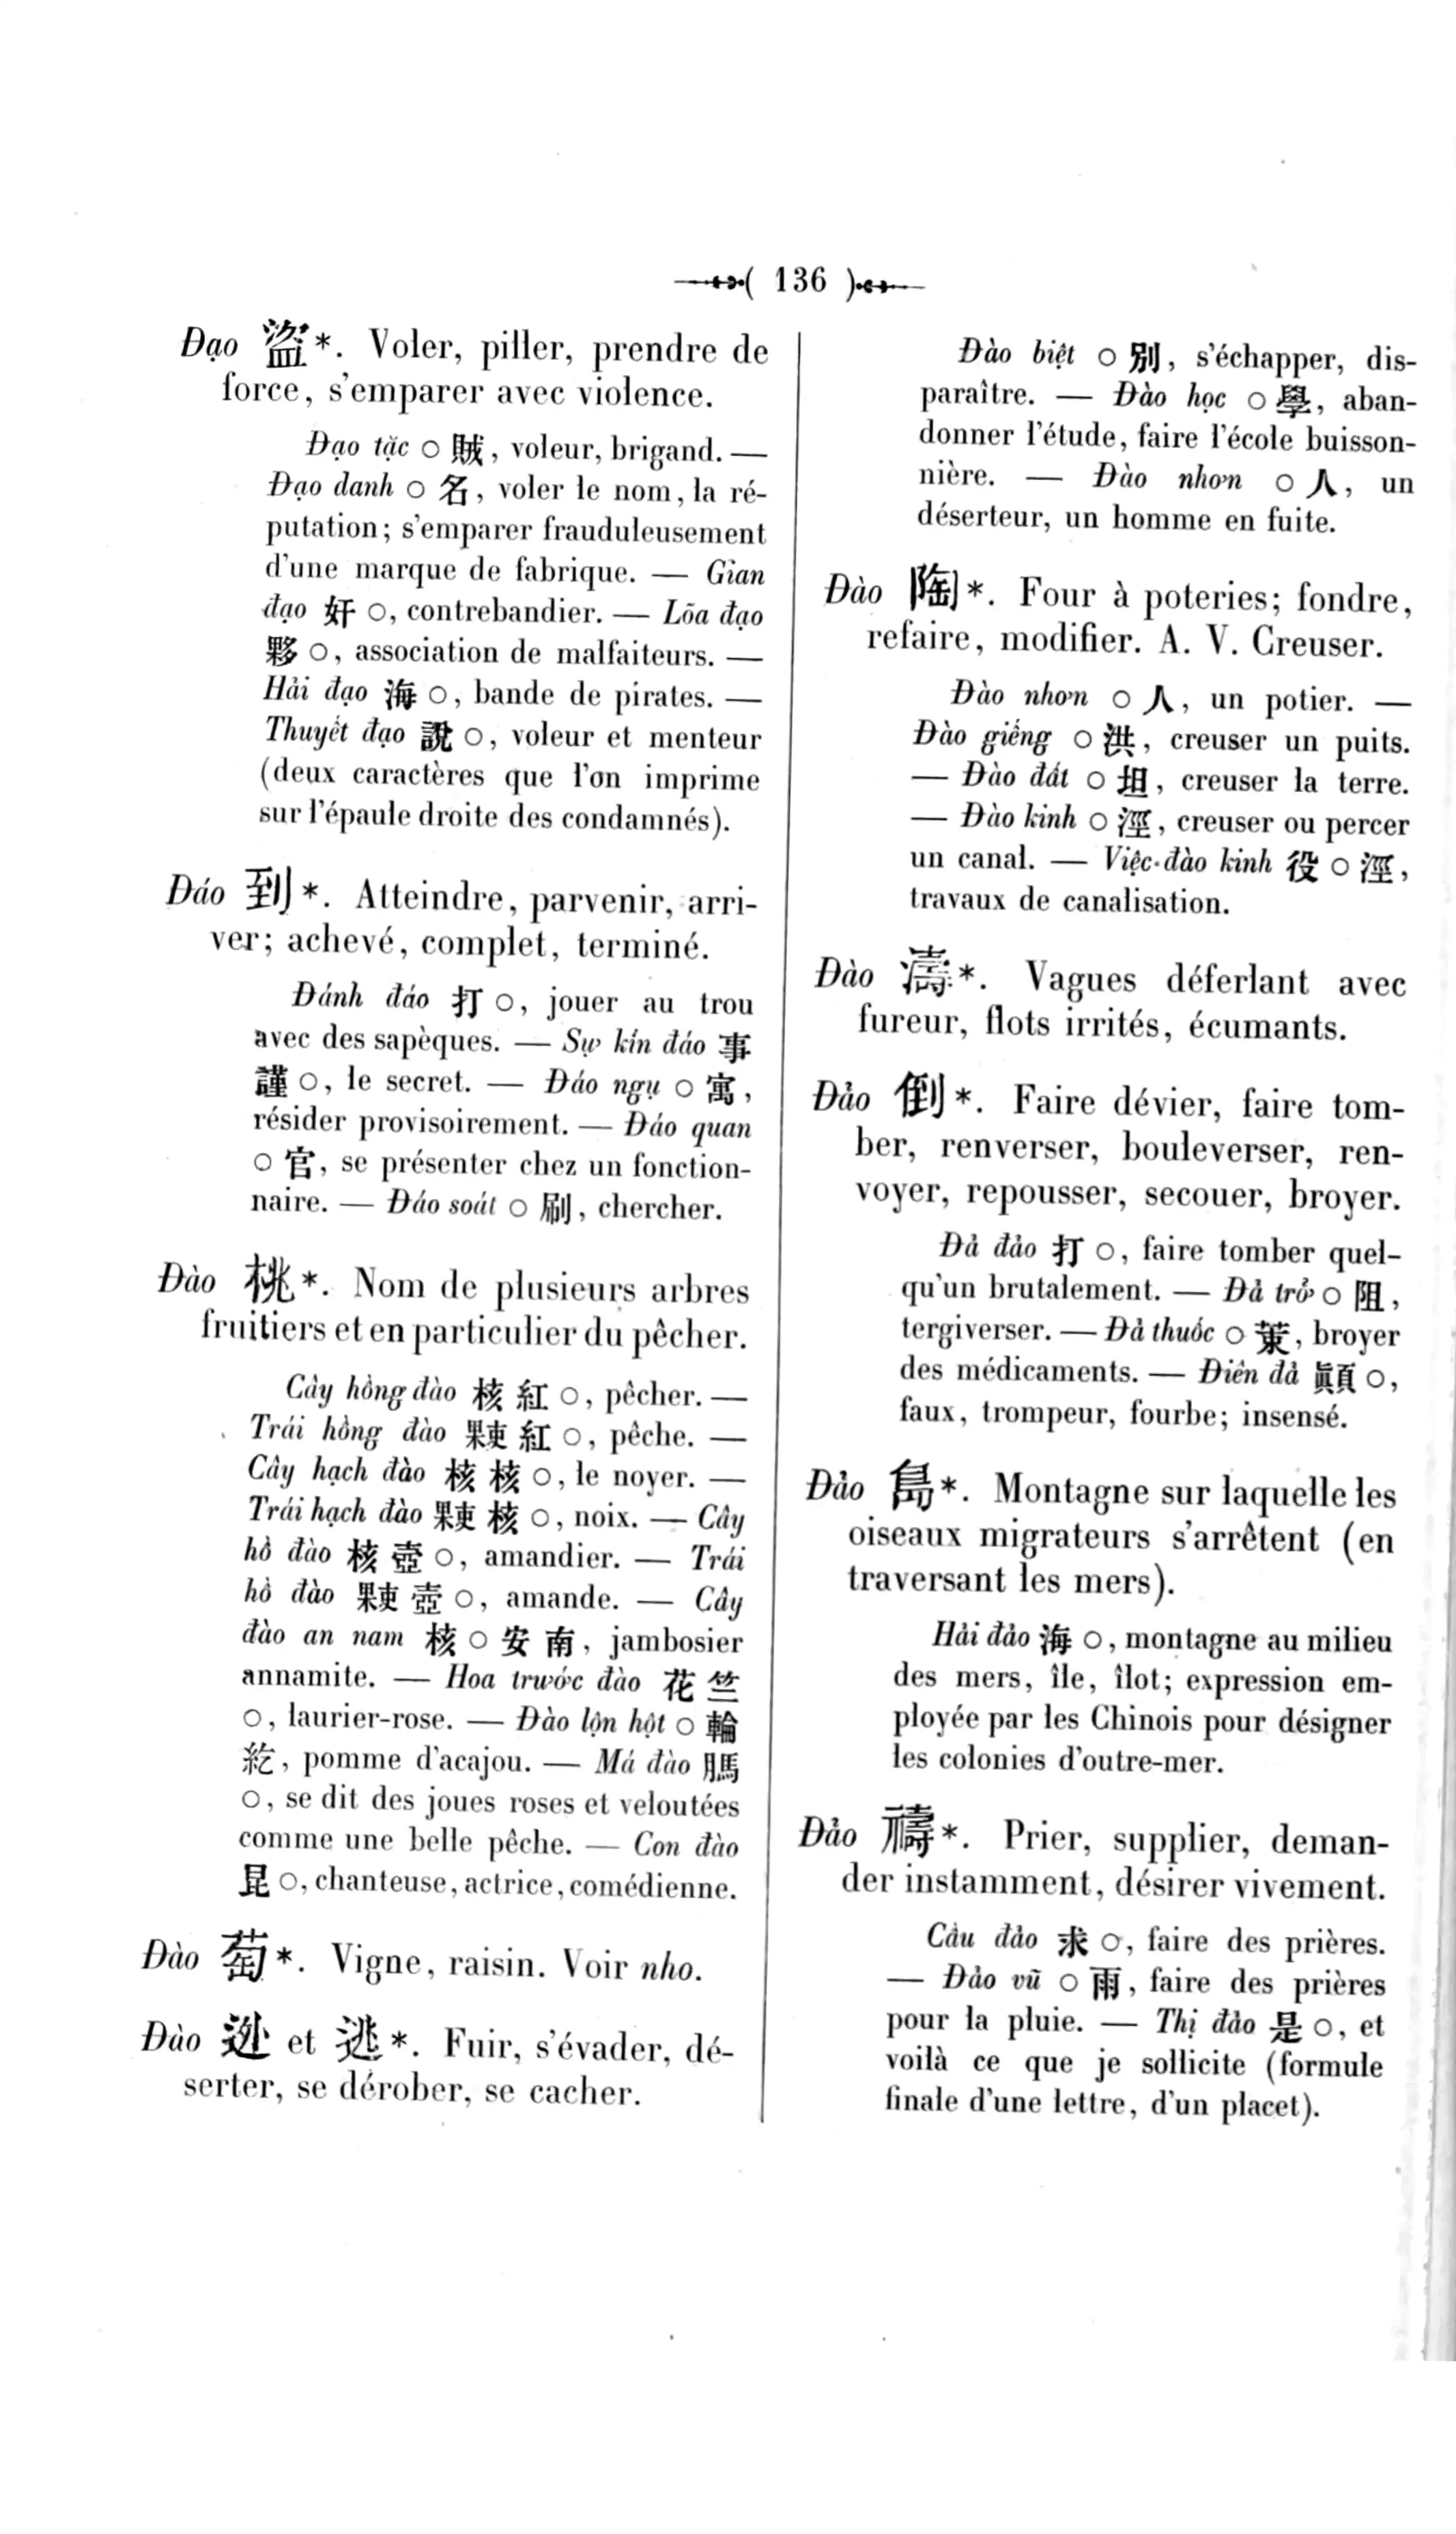 ( 136 )
Đạo 盜*. Voler, piller, prendre de
force, s'emparer avec violence.
Đạo tặc ○ 賊, voleur, brigand. —
Đạo danh ○ 名, voler le nom, la ré-
putation; s'emparer frauduleusement
d'une marque de fabrique. — Gian
đạo 奸 ○, contrebandier. — Lõa đạo
夥 ○, association de malfaiteurs. —
Hải đạo 海 ○, bande de pirates. —
Thuyết đạo 說 ○, voleur et menteur
(deux caractères que l'on imprime
sur l'épaule droite des condamnés).
Đáo 到*. Atteindre, parvenir, arri-
ver; achevé, complet, terminé.
Đánh đáo 打 ○, jouer au trou
avec des sapèques. — Sự kín đáo 事
謹 ○, le secret. — Đáo ngụ ○ 寓,
résider provisoirement. — Đáo quan
○ 官, se présenter chez un fonction-
naire. — Đáo soát ○ 刷, chercher.
Đào 桃*. Nom de plusieurs arbres
fruitiers et en particulier du pêcher.
Cây hồng đào 核 紅 ○, pêcher. —
Trái hồng đào 𣛤 紅 ○, pêche. —
Cây hạch đào 核 核 ○, le noyer. —
Trái hạch đào 𣛤 核 ○, noix. — Cây
hồ đào 核 壼 ○, amandier. — Trái
hồ đào 𣛤 壼 ○, amande. — Cây
đào an nam 核 ○ 安 南, jambosier
annamite. — Hoa trước đào 花 竺
○, laurier-rose. — Đào lộn hột ○ 輪
紇, pomme d'acajou. — Má đào 䐁
○, se dit des joues roses et veloutées
comme une belle pêche. — Con đào
昆 ○, chanteuse, actrice, comédienne.
Đào 萄*. Vigne, raisin. Voir nho.
Đào 迯 et 逃*. Fuir, s'évader, dé-
serter, se dérober, se cacher.
Đào biệt ○ 別, s'échapper, dis-
paraître. — Đào học ○ 學, aban-
donner l'étude, faire l'école buisson-
nière. — Đào nhơn ○ 人, un
déserteur, un homme en fuite.
Đào 陶*. Four à poteries; fondre,
refaire, modifier. A. V. Creuser.
Đào nhơn ○ 人, un potier. —
Đào giếng ○ 洪, creuser un puits.
— Đào đất ○ 坦, creuser la terre.
— Đào kinh ○ 涇, creuser ou percer
un canal. — Việc đào kinh 役 ○ 涇,
travaux de canalisation.
Đào 濤*. Vagues déferlant avec
fureur, flots irrités, écumants.
Đảo 倒*. Faire dévier, faire tom-
ber, renverser, bouleverser, ren-
voyer, repousser, secouer, broyer.
Đả đảo 打 ○, faire tomber quel-
qu'un brutalement. — Đả trở ○ 阻,
tergiverser. — Đả thuốc ○ 藥, broyer
des médicaments. — Điên đả 顛 ○,
faux, trompeur, fourbe; insensé.
Đảo 島*. Montagne sur laquelle les
oiseaux migrateurs s'arrêtent (en
traversant les mers).
Hải đảo 海 ○, montagne au milieu
des mers, île, îlot; expression em-
ployée par les Chinois pour désigner
les colonies d'outre-mer.
Đảo 禱*. Prier, supplier, deman-
der instamment, désirer vivement.
Cầu đảo 求 ○, faire des prières.
— Đảo vũ ○ 雨, faire des prières
pour la pluie. — Thị đảo 是 ○, et
voilà ce que je sollicite (formule
finale d'une lettre, d'un placet).